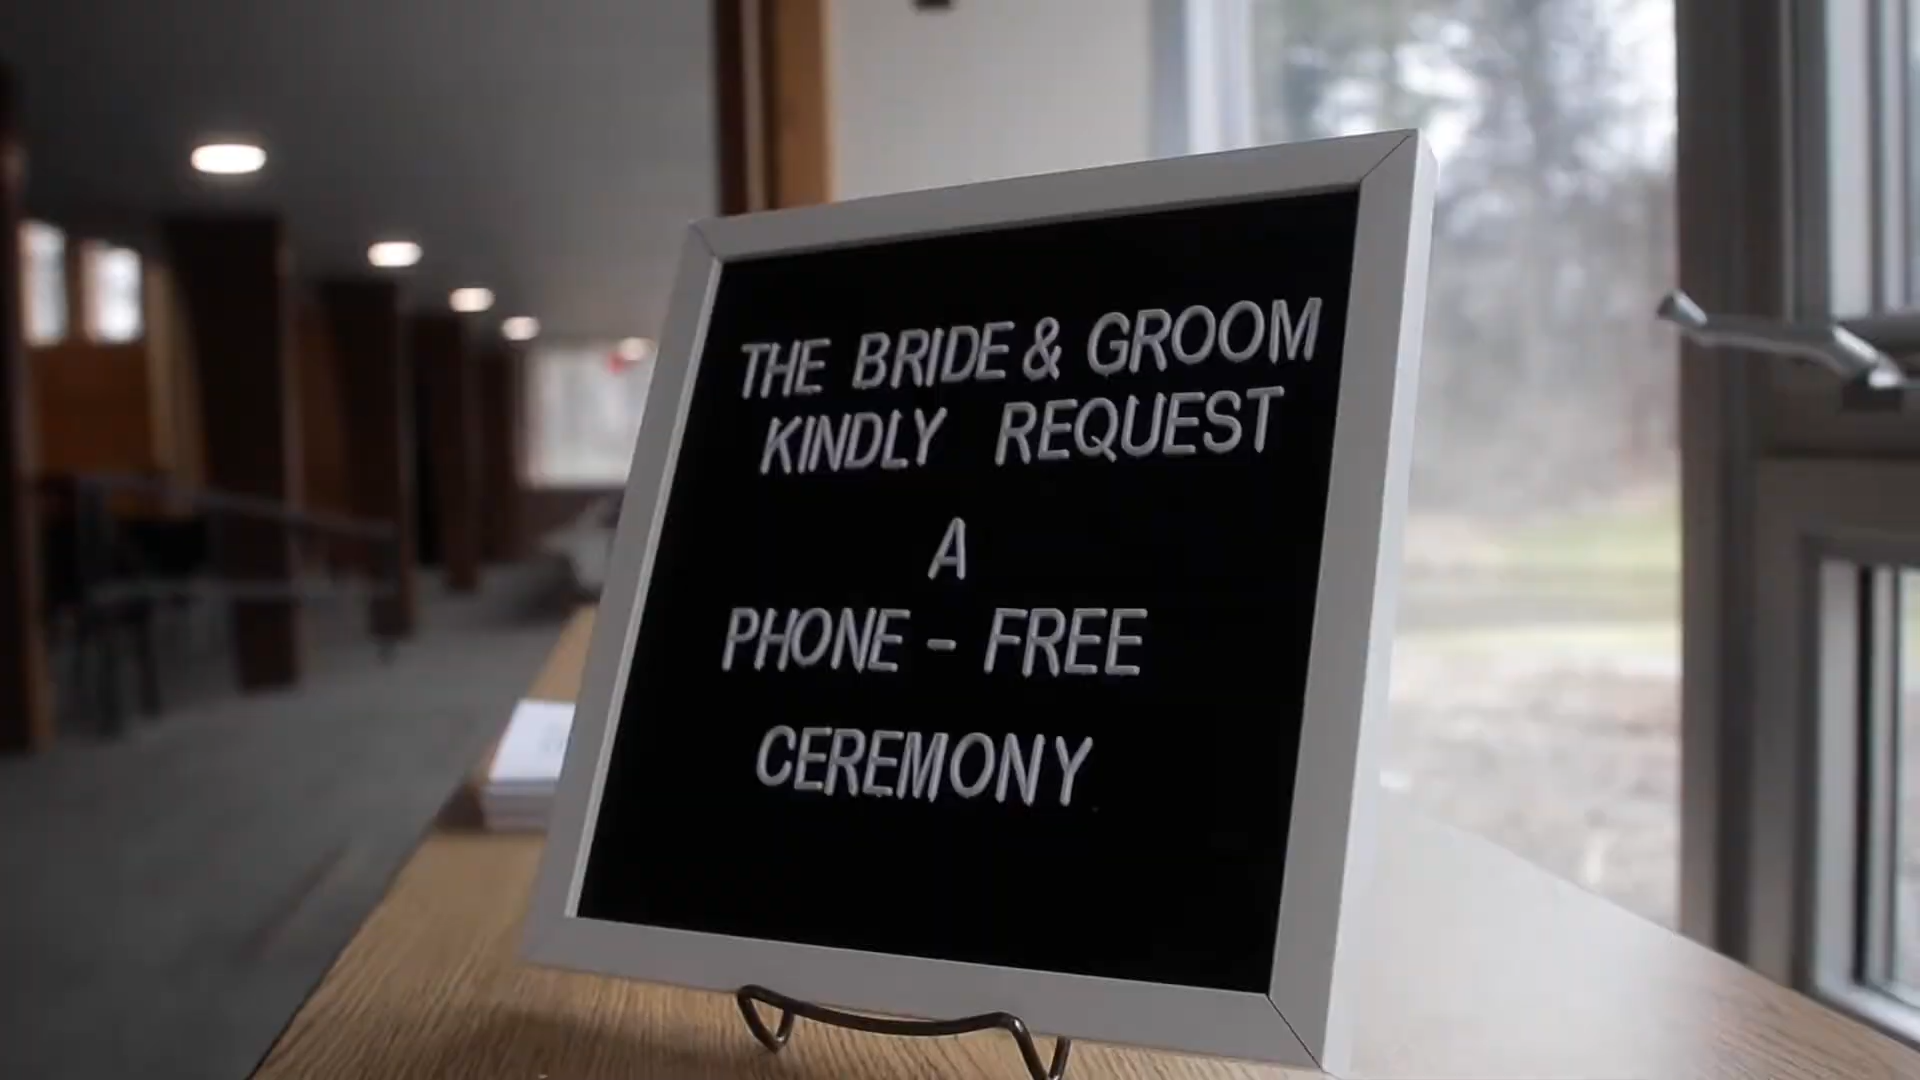 THE BRIDE & GROOM
KINDLY REQUEST
A
PHONE - FREE
CEREMONY